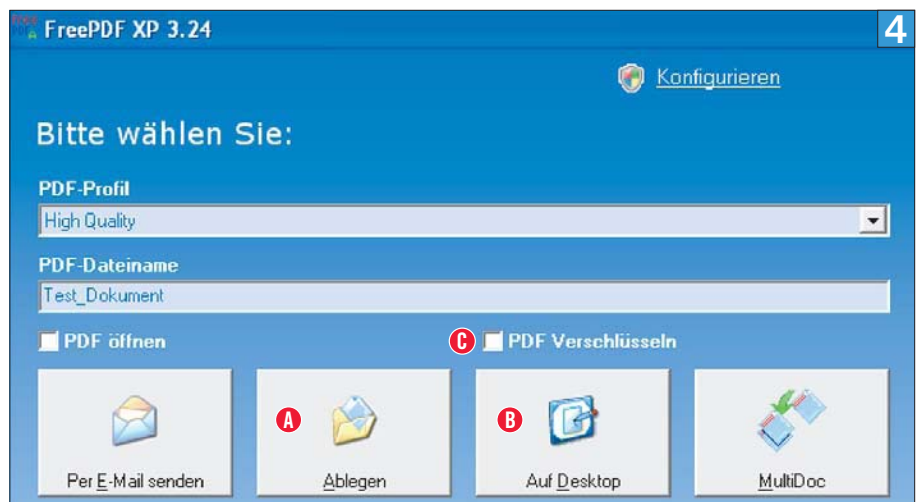 FreePDF XP 3.24
4
Konfigurieren
Bitte wählen Sie:
PDF-Profil
High Quality
PDF-Dateiname
Test_Dokument
PDF öffnen
C PDF Verschlüsseln
A
B
Per E-Mail senden
Ablegen
Auf Desktop
MultiDoc